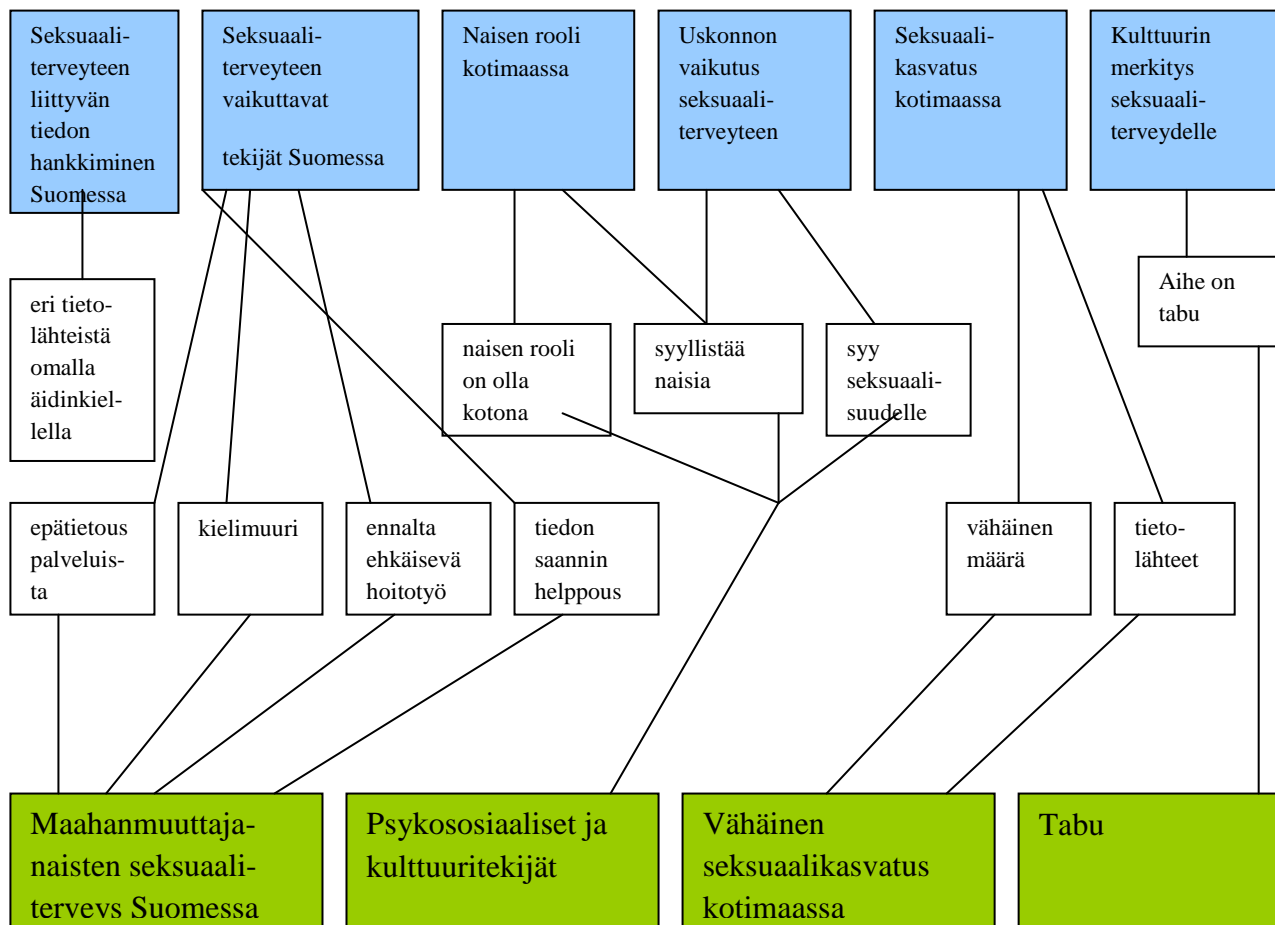 Seksuaali-
terveyteen
liittyvän
tiedon
hankkiminen
Suomessa
Seksuaali-
terveyteen
vaikuttavat
tekijät Suomessa
Naisen rooli
kotimaassa
Uskonnon
vaikutus
seksuaali-
terveyteen
Seksuaali-
kasvatus
kotimaassa
Kulttuurin
merkitys
seksuaali-
terveydelle
eri tieto-
lähteistä
omalla
äidinkiel-
lellä
naisen rooli
on olla
kotona
syyllistää
naisia
syy
seksuaali-
suudelle
Aihe on
tabu
epätietous
palveluis-
ta
kielimuuri
ennalta
ehkäisevä
hoitotyö
tiedon
saannin
helppous
vähäinen
määrä
tieto-
lähteet
Maahanmuuttaja-
naisten seksuaali-
terveys Suomessa
Psykososiaaliset ja
kulttuuritekijät
Vähäinen
seksuaalikasvatus
kotimaassa
Tabu